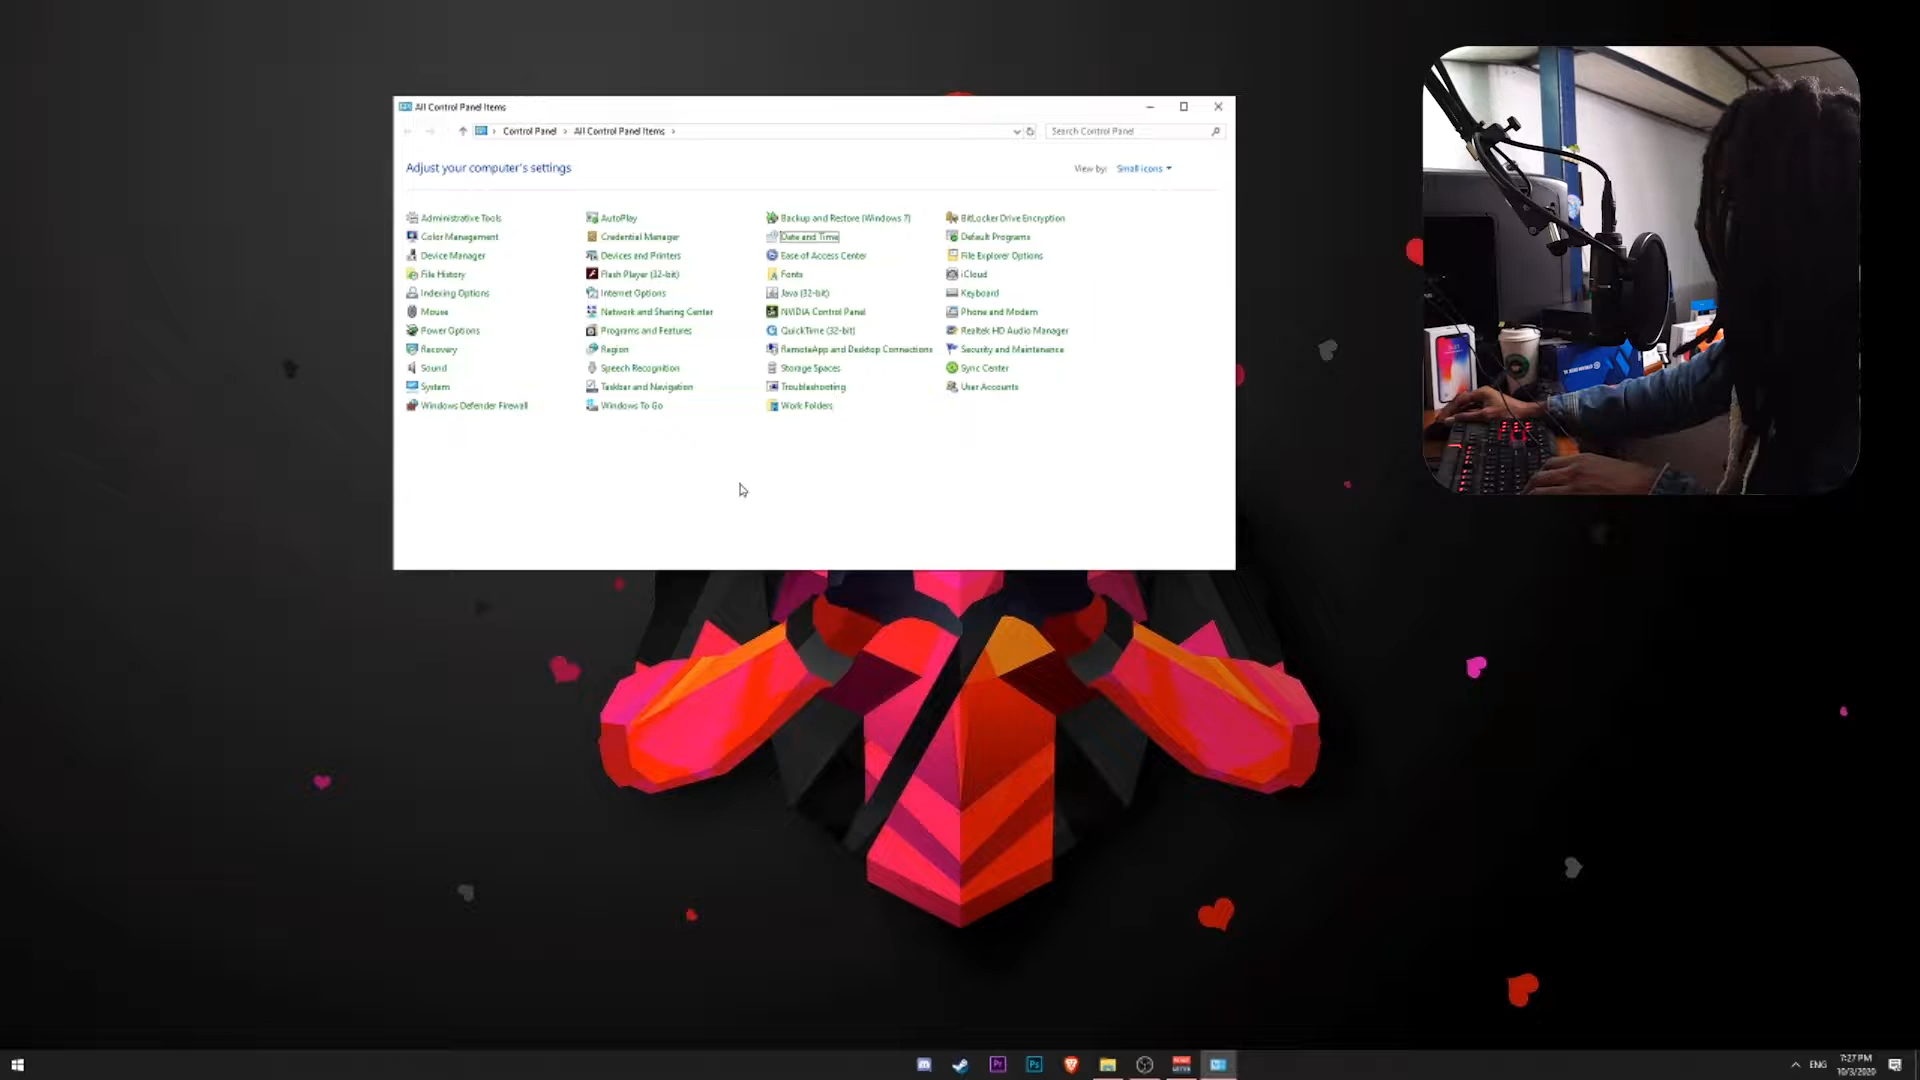 All Control Panel Items
Control Panel > All Control Panel Items >
Search Control Panel
Adjust your computer's settings
View by: Small icons
Administrative Tools
AutoPlay
Backup and Restore (Windows 7)
BitLocker Drive Encryption
Color Management
Credential Manager
Date and Time
Default Programs
Device Manager
Devices and Printers
Ease of Access Center
File Explorer Options
File History
Flash Player (32-bit)
Fonts
iCloud
Indexing Options
Internet Options
Java (32-bit)
Keyboard
Mouse
Network and Sharing Center
NVIDIA Control Panel
Phone and Modem
Power Options
Programs and Features
QuickTime (32-bit)
Realtek HD Audio Manager
Recovery
Region
RemoteApp and Desktop Connections
Security and Maintenance
Sound
Speech Recognition
Storage Spaces
Sync Center
System
Taskbar and Navigation
Troubleshooting
User Accounts
Windows Defender Firewall
Windows To Go
Work Folders
Pr
Ps
ENG
7:27 PM
10/3/2020